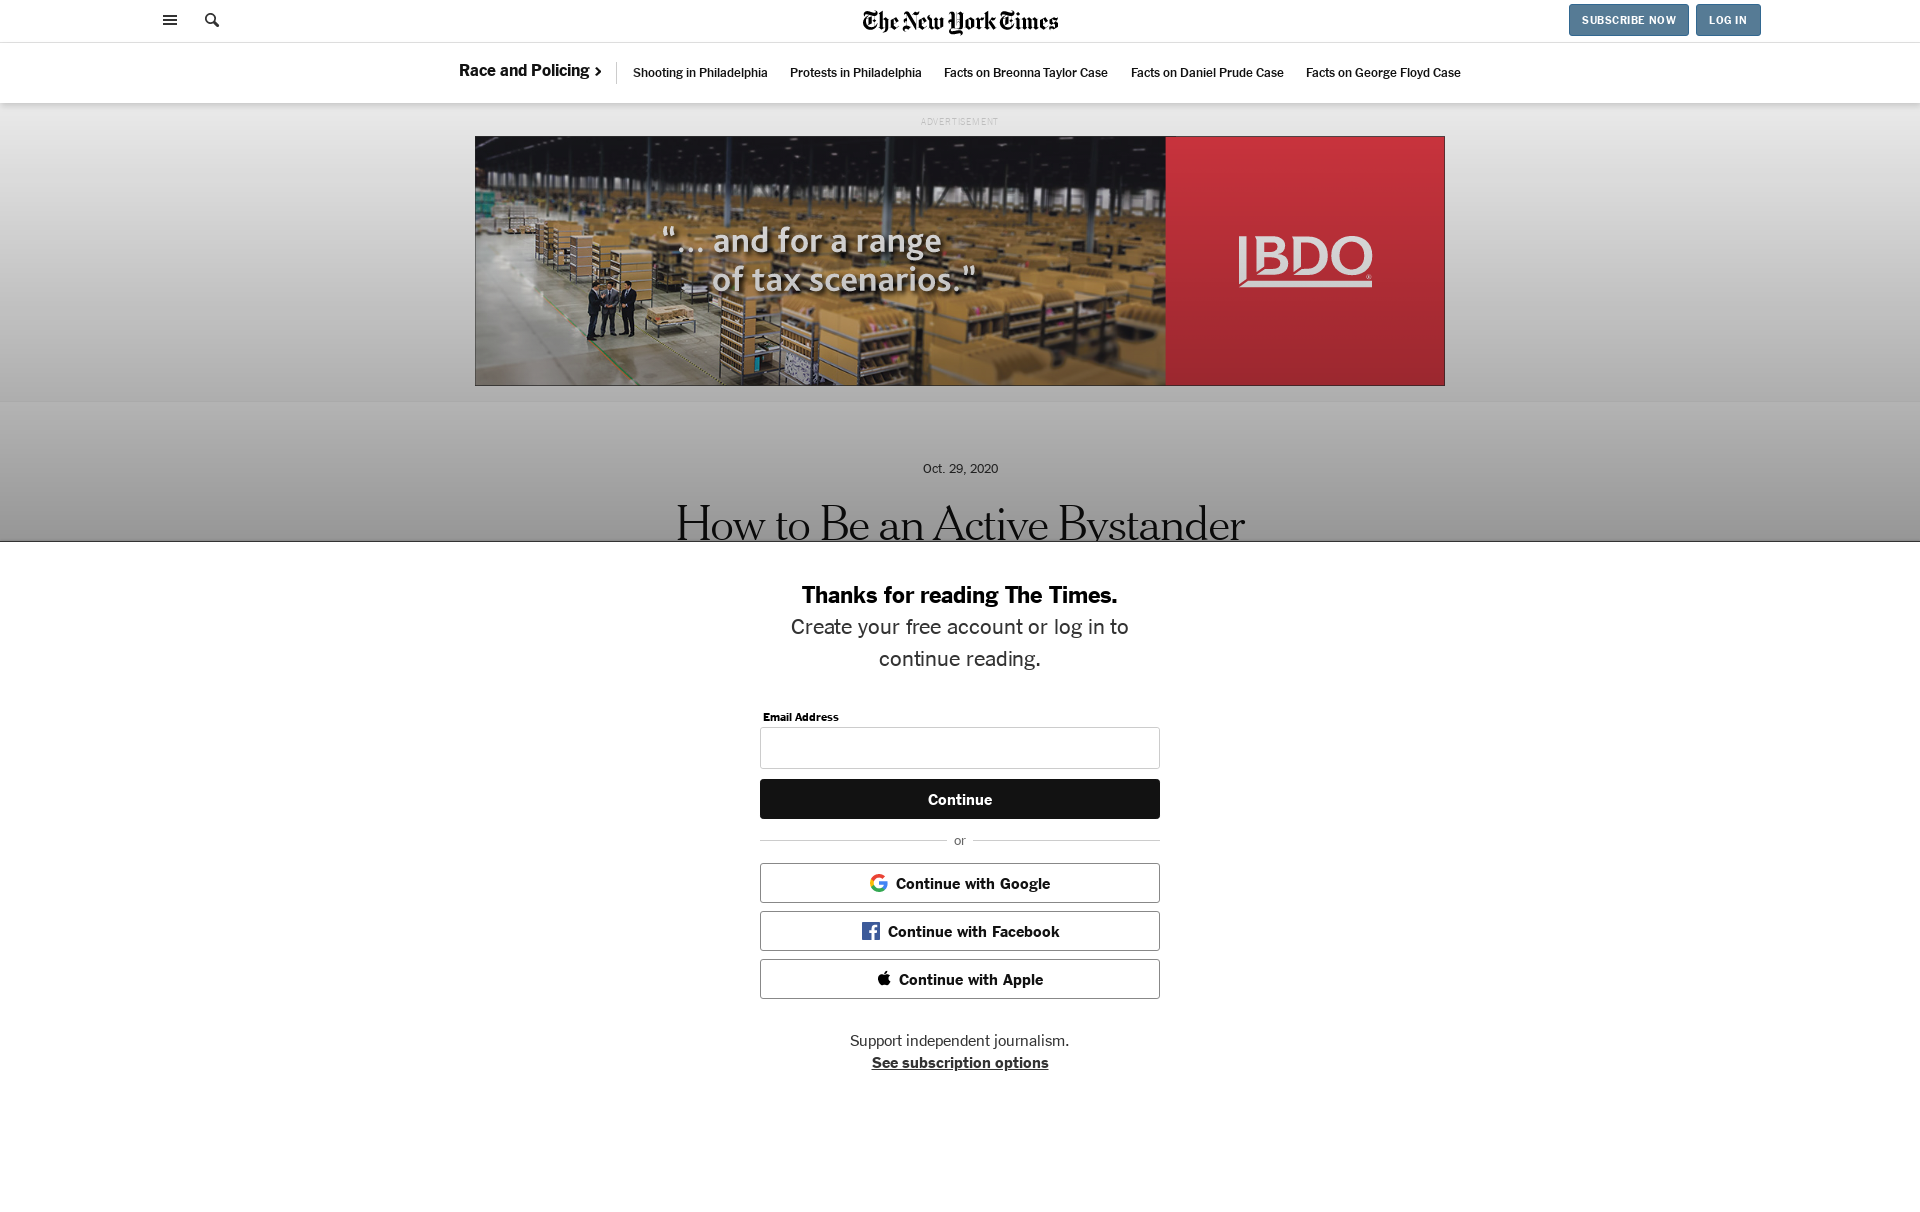 The New York Times
SUBSCRIBE NOW
LOG IN
Race and Policing
Shooting in Philadelphia
Protests in Philadelphia
Facts on Breonna Taylor Case
Facts on Daniel Prude Case
Facts on George Floyd Case
ADVERTISEMENT
“... and for a range
of tax scenarios.”
BDO
Oct. 29, 2020
How to Be an Active Bystander
Thanks for reading The Times.
Create your free account or log in to
continue reading.
Email Address
Continue
or
Continue with Google
Continue with Facebook
Continue with Apple
Support independent journalism.
See subscription options